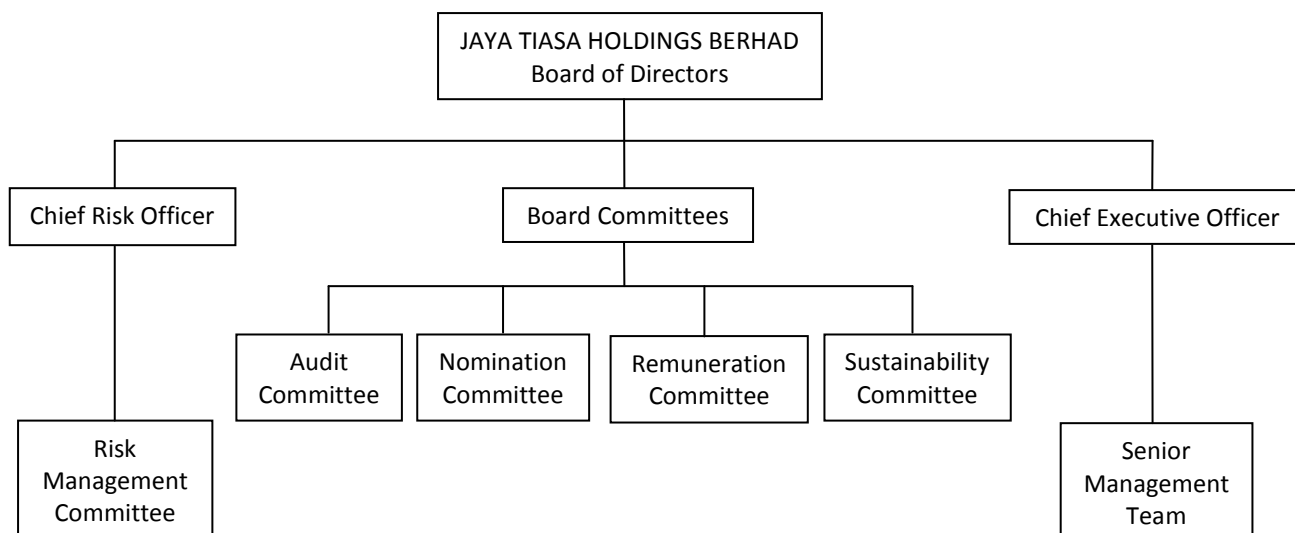 JAYA TIASA HOLDINGS BERHAD
Board of Directors
Chief Risk Officer
Board Committees
Chief Executive Officer
Audit
Committee
Nomination
Committee
Remuneration
Committee
Sustainability
Committee
Risk
Management
Committee
Senior
Management
Team